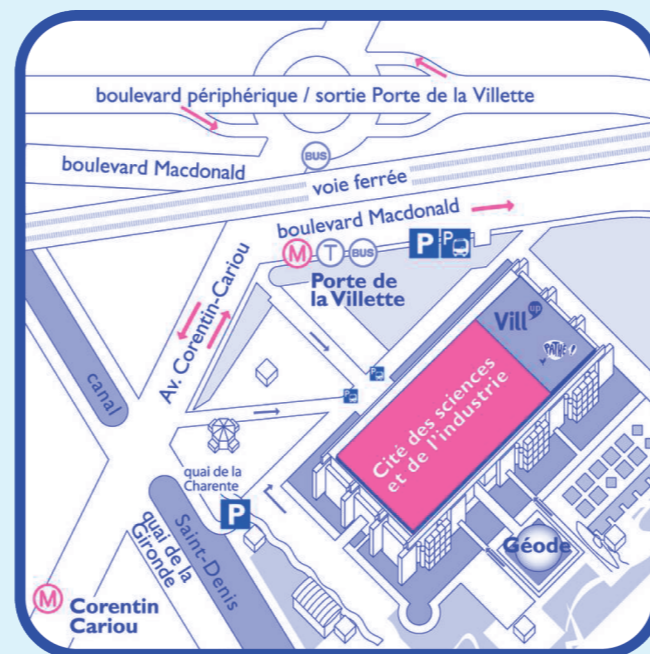 boulevard périphérique / sortie Porte de la Villette
BUS
boulevard Macdonald
voie ferrée
boulevard Macdonald
M T BUS
P P
Porte de
la Villette
Av. Corentin-Cariou
Vill'up
PATHE!
canal
P
P
Cité des sciences
et de l'industrie
quai de la
Charente
P
Saint-Denis
quai de la
Gironde
Géode
M Corentin
Cariou